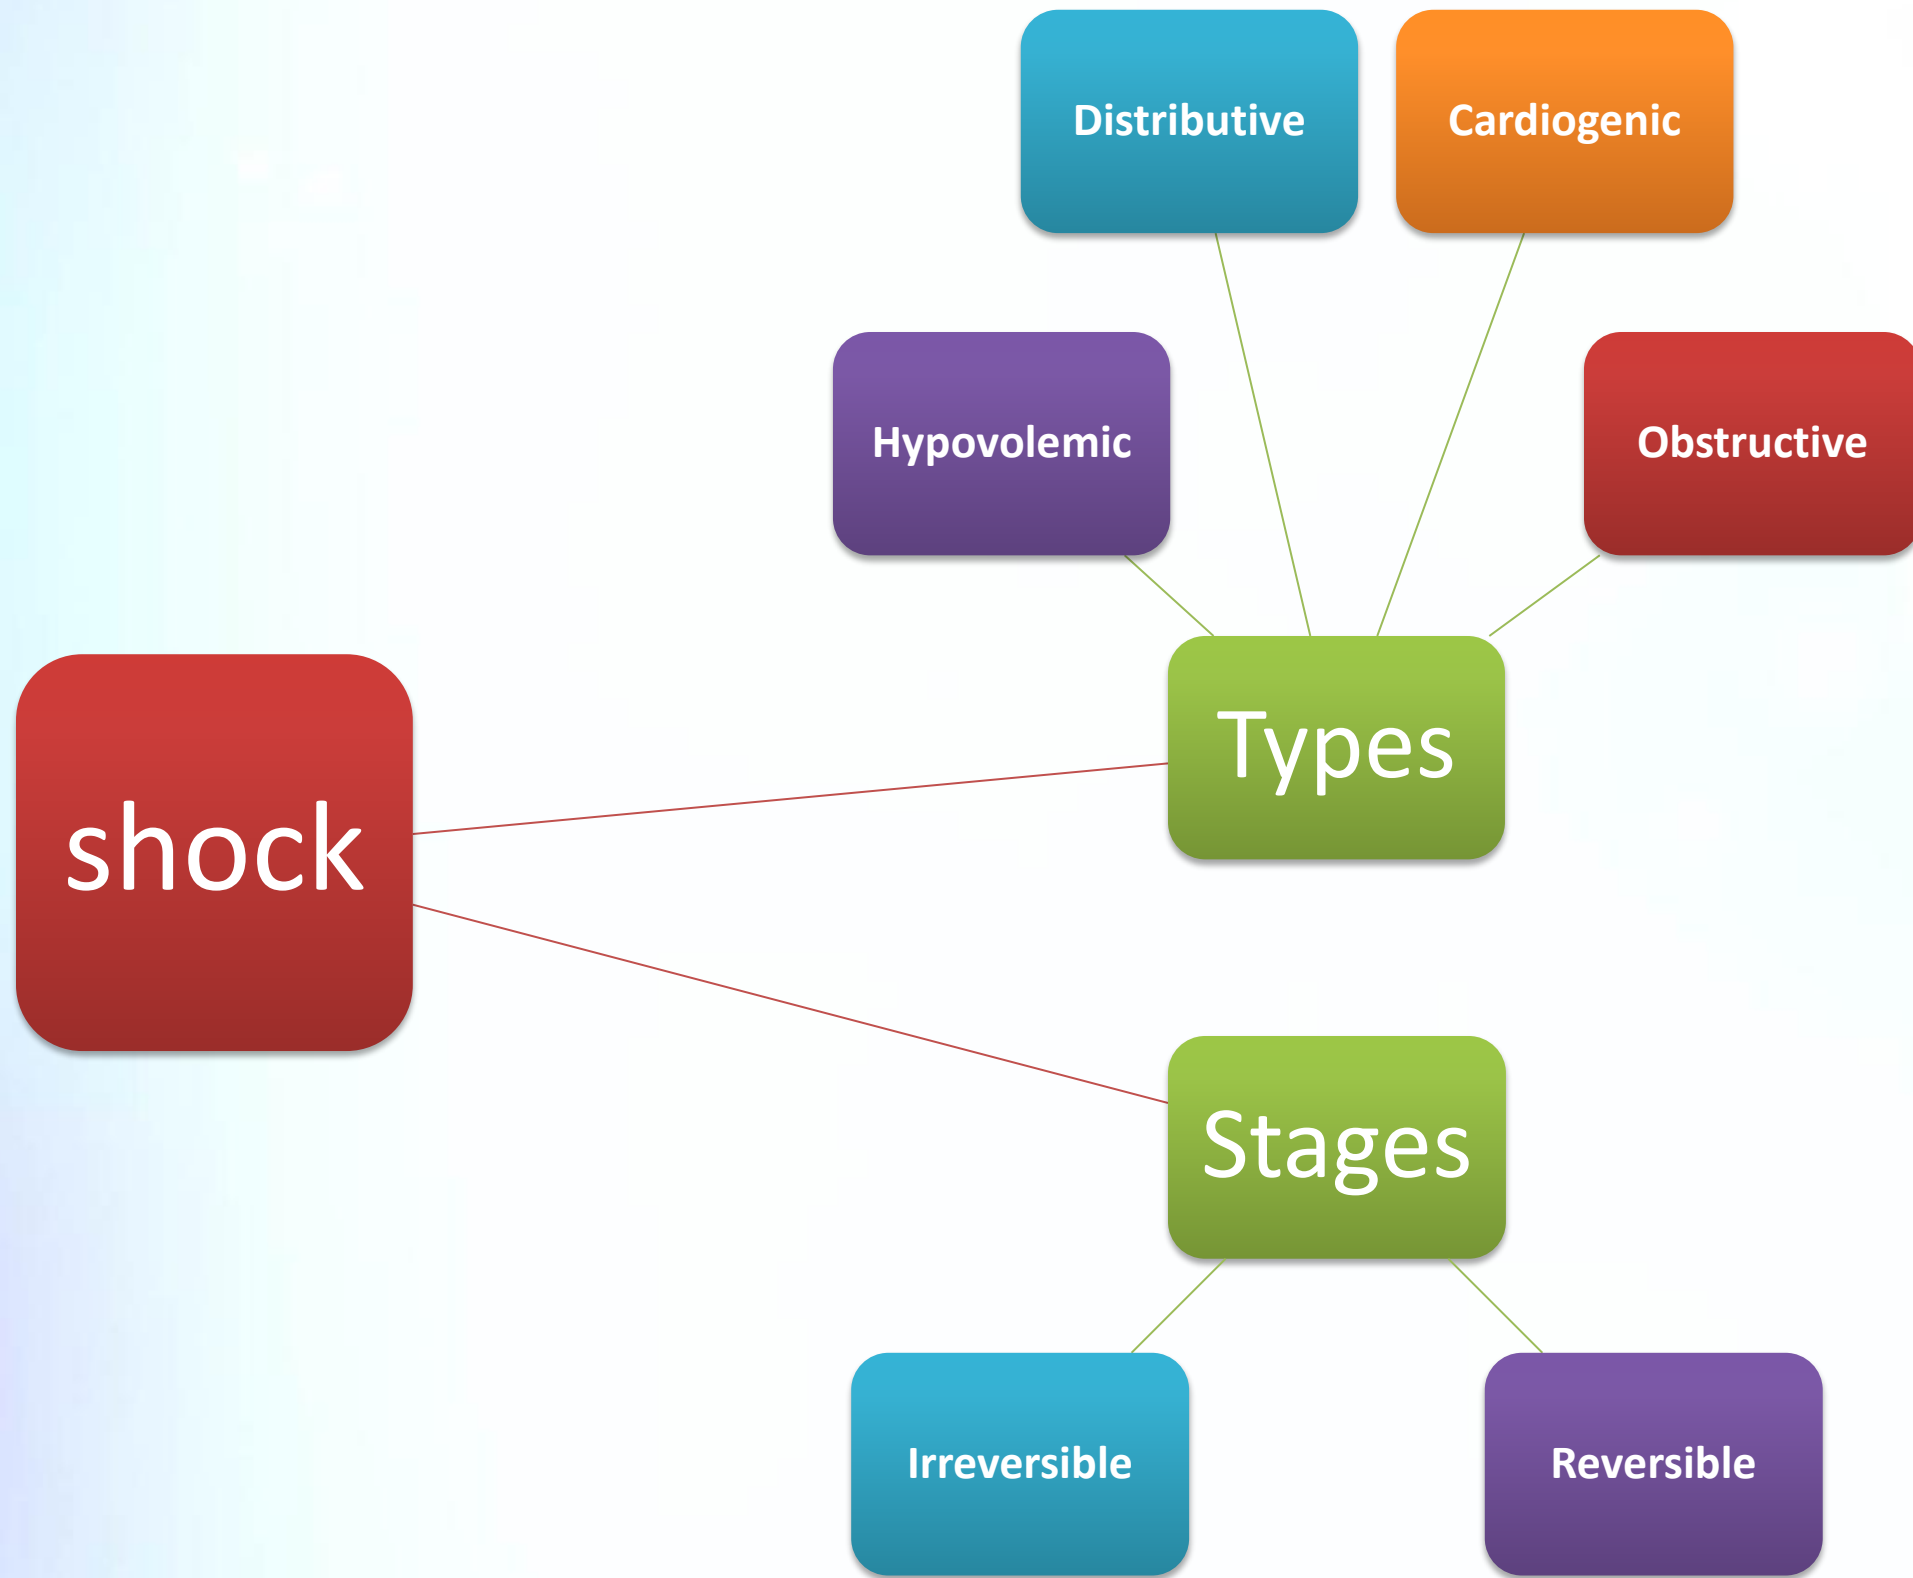 Distributive
Cardiogenic
Hypovolemic
Obstructive
Types
shock
Stages
Irreversible
Reversible